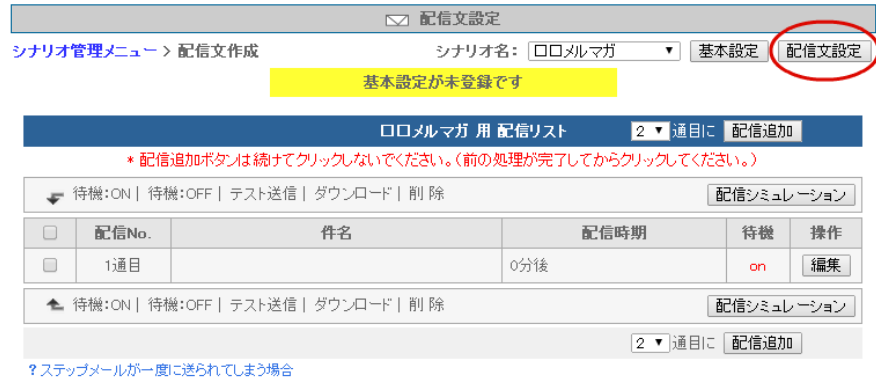 配信文設定
シナリオ管理メニュー > 配信文作成 シナリオ名: ロロメルマガ ▼ 基本設定 配信文設定
基本設定が未登録です
ロロメルマガ 用 配信リスト 2 ▼ 通目に 配信追加
* 配信追加ボタンは続けてクリックしないでください。(前の処理が完了してからクリックしてください。)
待機:ON | 待機:OFF | テスト送信 | ダウンロード | 削除 配信シミュレーション
配信No. 件名 配信時期 待機 操作
1通目 0分後 on 編集
待機:ON | 待機:OFF | テスト送信 | ダウンロード | 削除 配信シミュレーション
2 ▼ 通目に 配信追加
?ステップメールが一度に送られてしまう場合